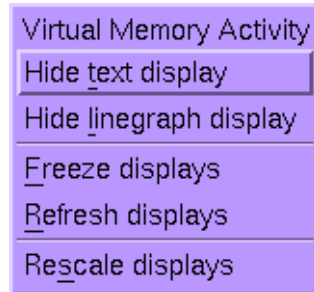 Virtual Memory Activity
Hide text display
Hide linegraph display
Freeze displays
Refresh displays
Rescale displays